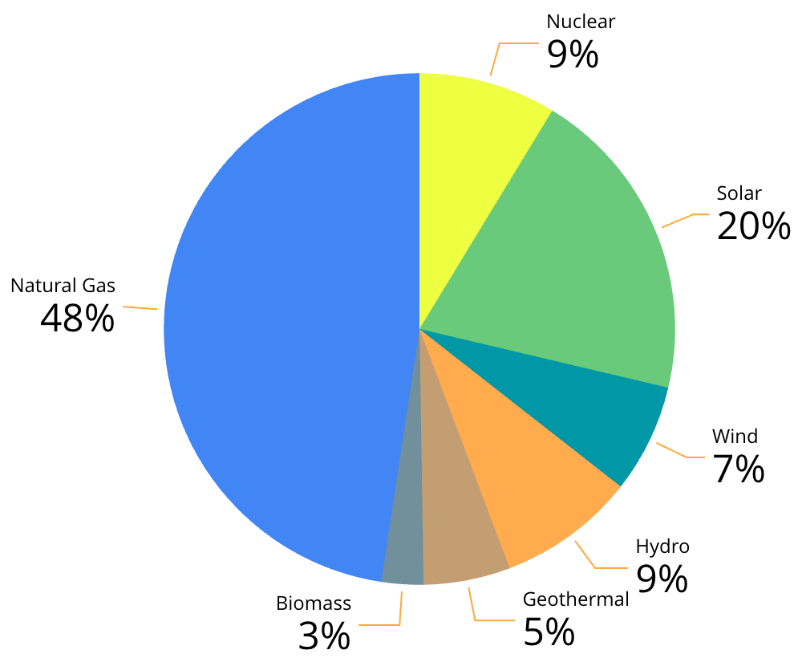 Nuclear
9%
Solar
20%
Natural Gas
48%
Wind
7%
Hydro
9%
Geothermal
5%
Biomass
3%